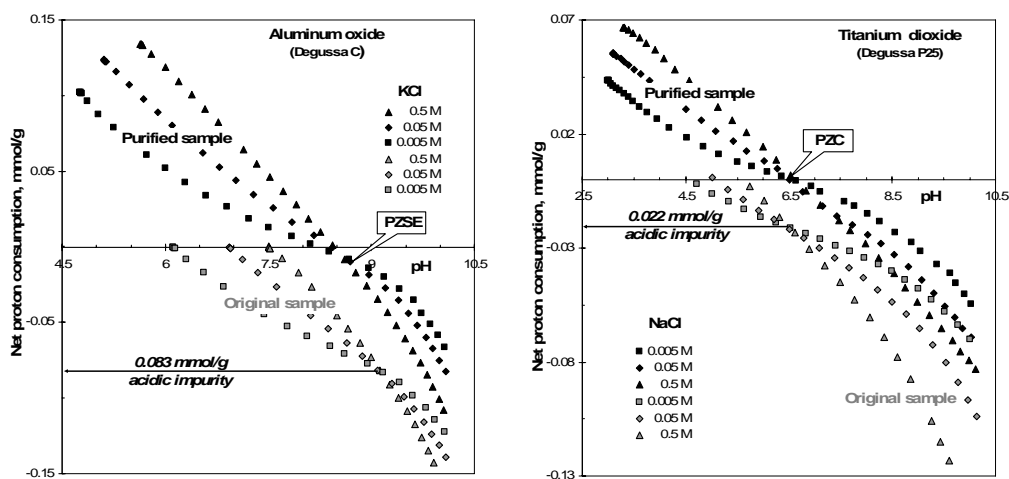 0.15
Aluminum oxide
(Degussa C)
KCl
0.5 M
0.05 M
0.005 M
0.5 M
0.05 M
0.005 M
Purified sample
0.05
PZSE
4.5
6
7.5
9
10.5
pH
Original sample
-0.05
0.083 mmol/g
acidic impurity
-0.15
Net proton consumption, mmol/g
0.07
Titanium dioxide
(Degussa P25)
Purified sample
0.02
PZC
2.5
4.5
6.5
8.5
10.5
pH
0.022 mmol/g
acidic impurity
-0.03
NaCl
0.005 M
0.05 M
0.5 M
0.005 M
0.05 M
0.5 M
-0.08
Original sample
-0.13
Net proton consumption, mmol/g